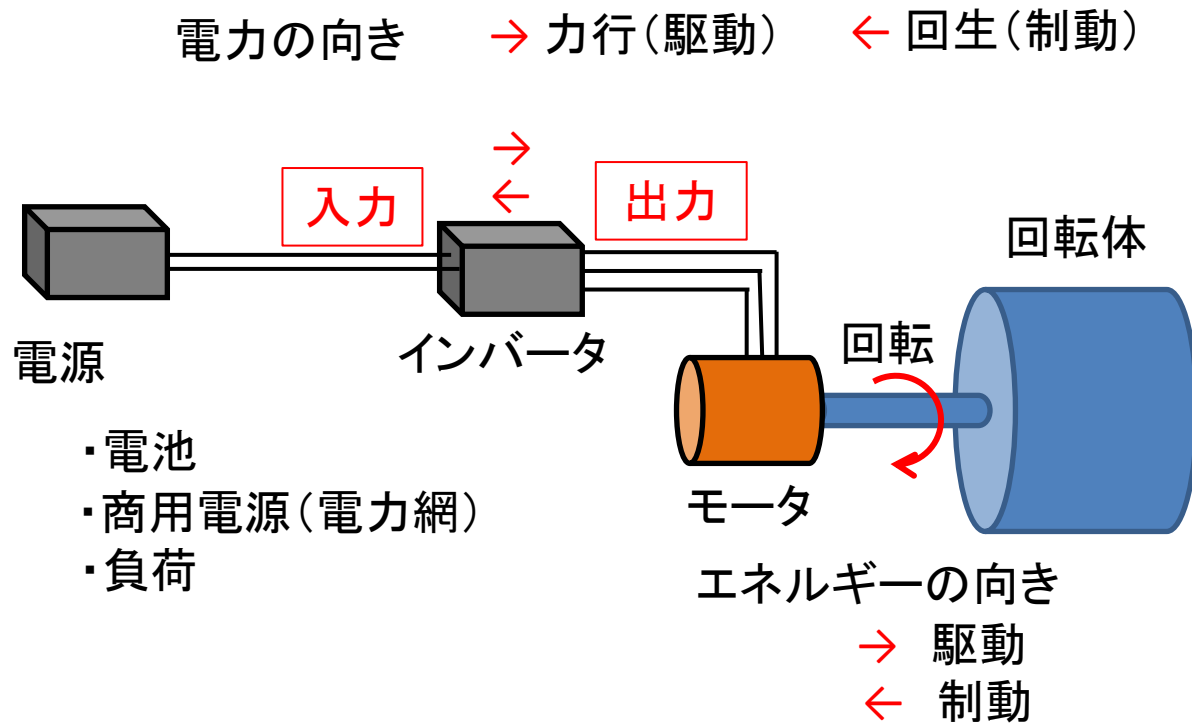 電力の向き → 力行(駆動) ← 回生(制動)
→
←
入力
出力
回転体
電源
インバータ
回転
・電池
・商用電源(電力網)
・負荷
モータ
エネルギーの向き
→ 駆動
← 制動